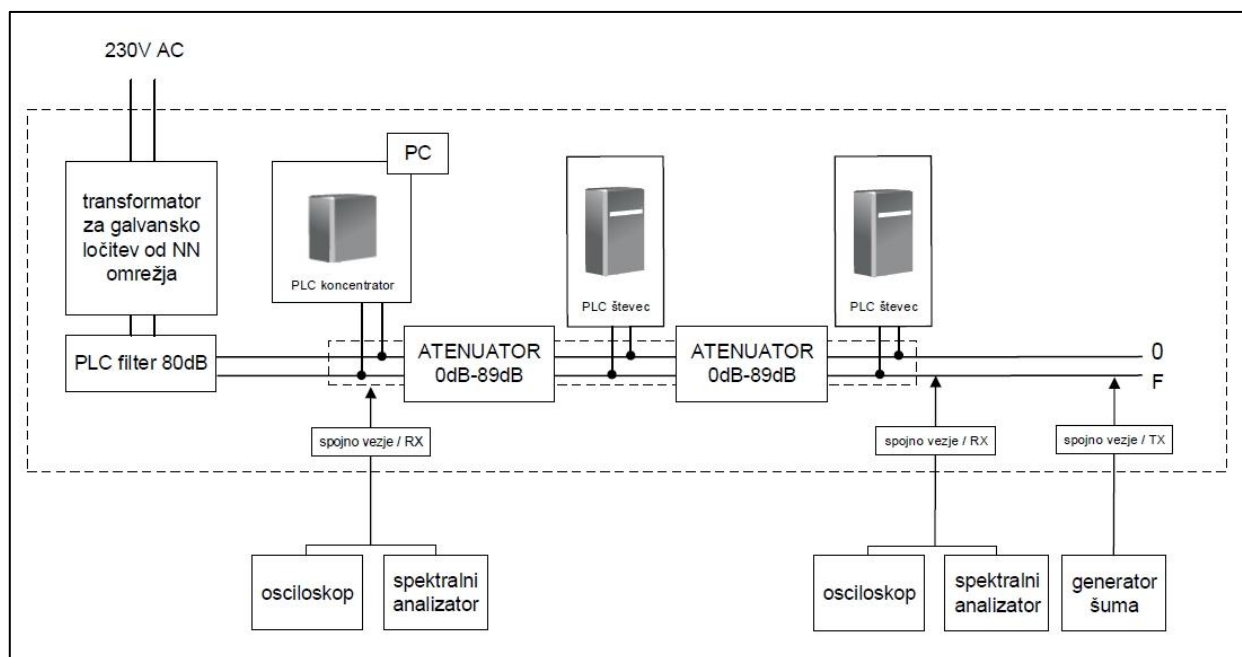 230V AC
transformator
za galvansko
ločitev od NN
omrežja
PLC filter 80dB
PC
PLC koncentrator
ATENUATOR
0dB-89dB
PLC števec
ATENUATOR
0dB-89dB
PLC števec
0
F
spojno vezje / RX
spojno vezje / RX
spojno vezje / TX
osciloskop
spektralni
analizator
osciloskop
spektralni
analizator
generator
šuma